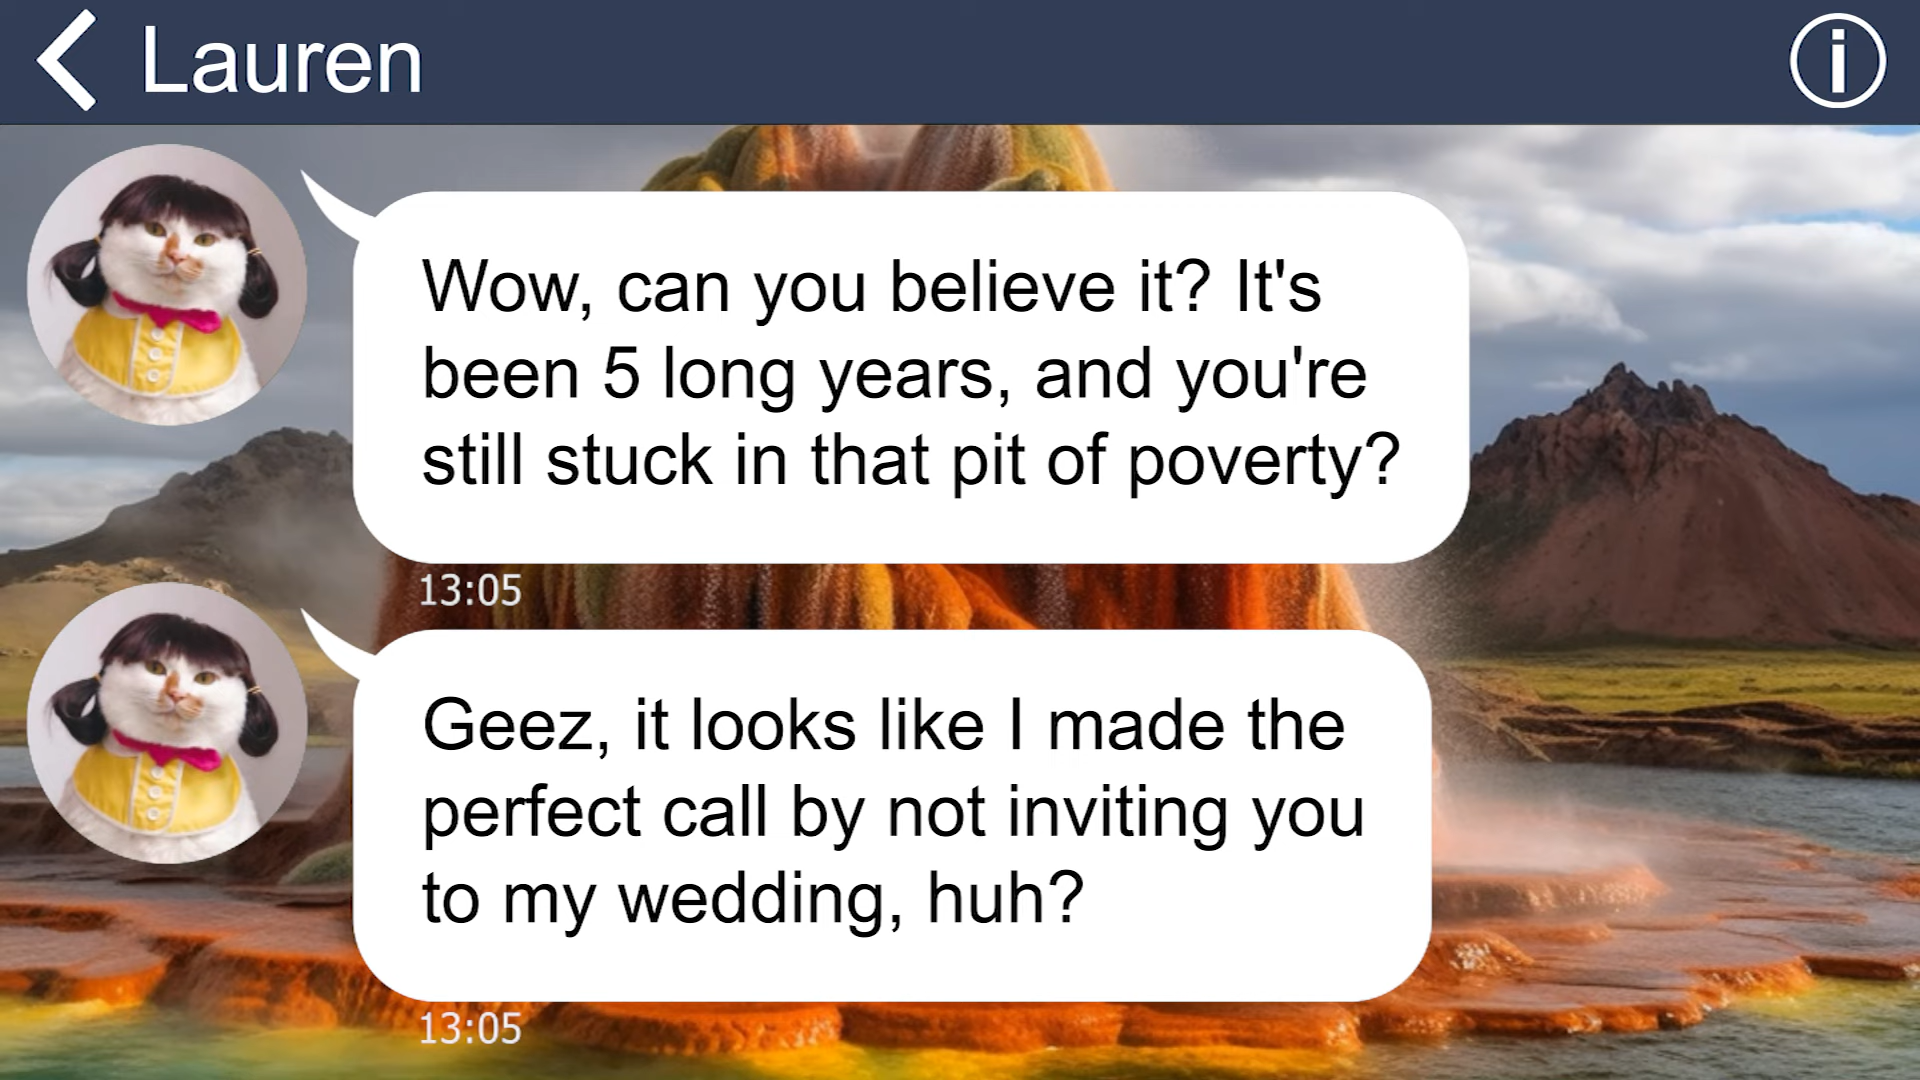 Lauren
Wow, can you believe it? It's
been 5 long years, and you're
still stuck in that pit of poverty?
13:05
Geez, it looks like I made the
perfect call by not inviting you
to my wedding, huh?
13:05